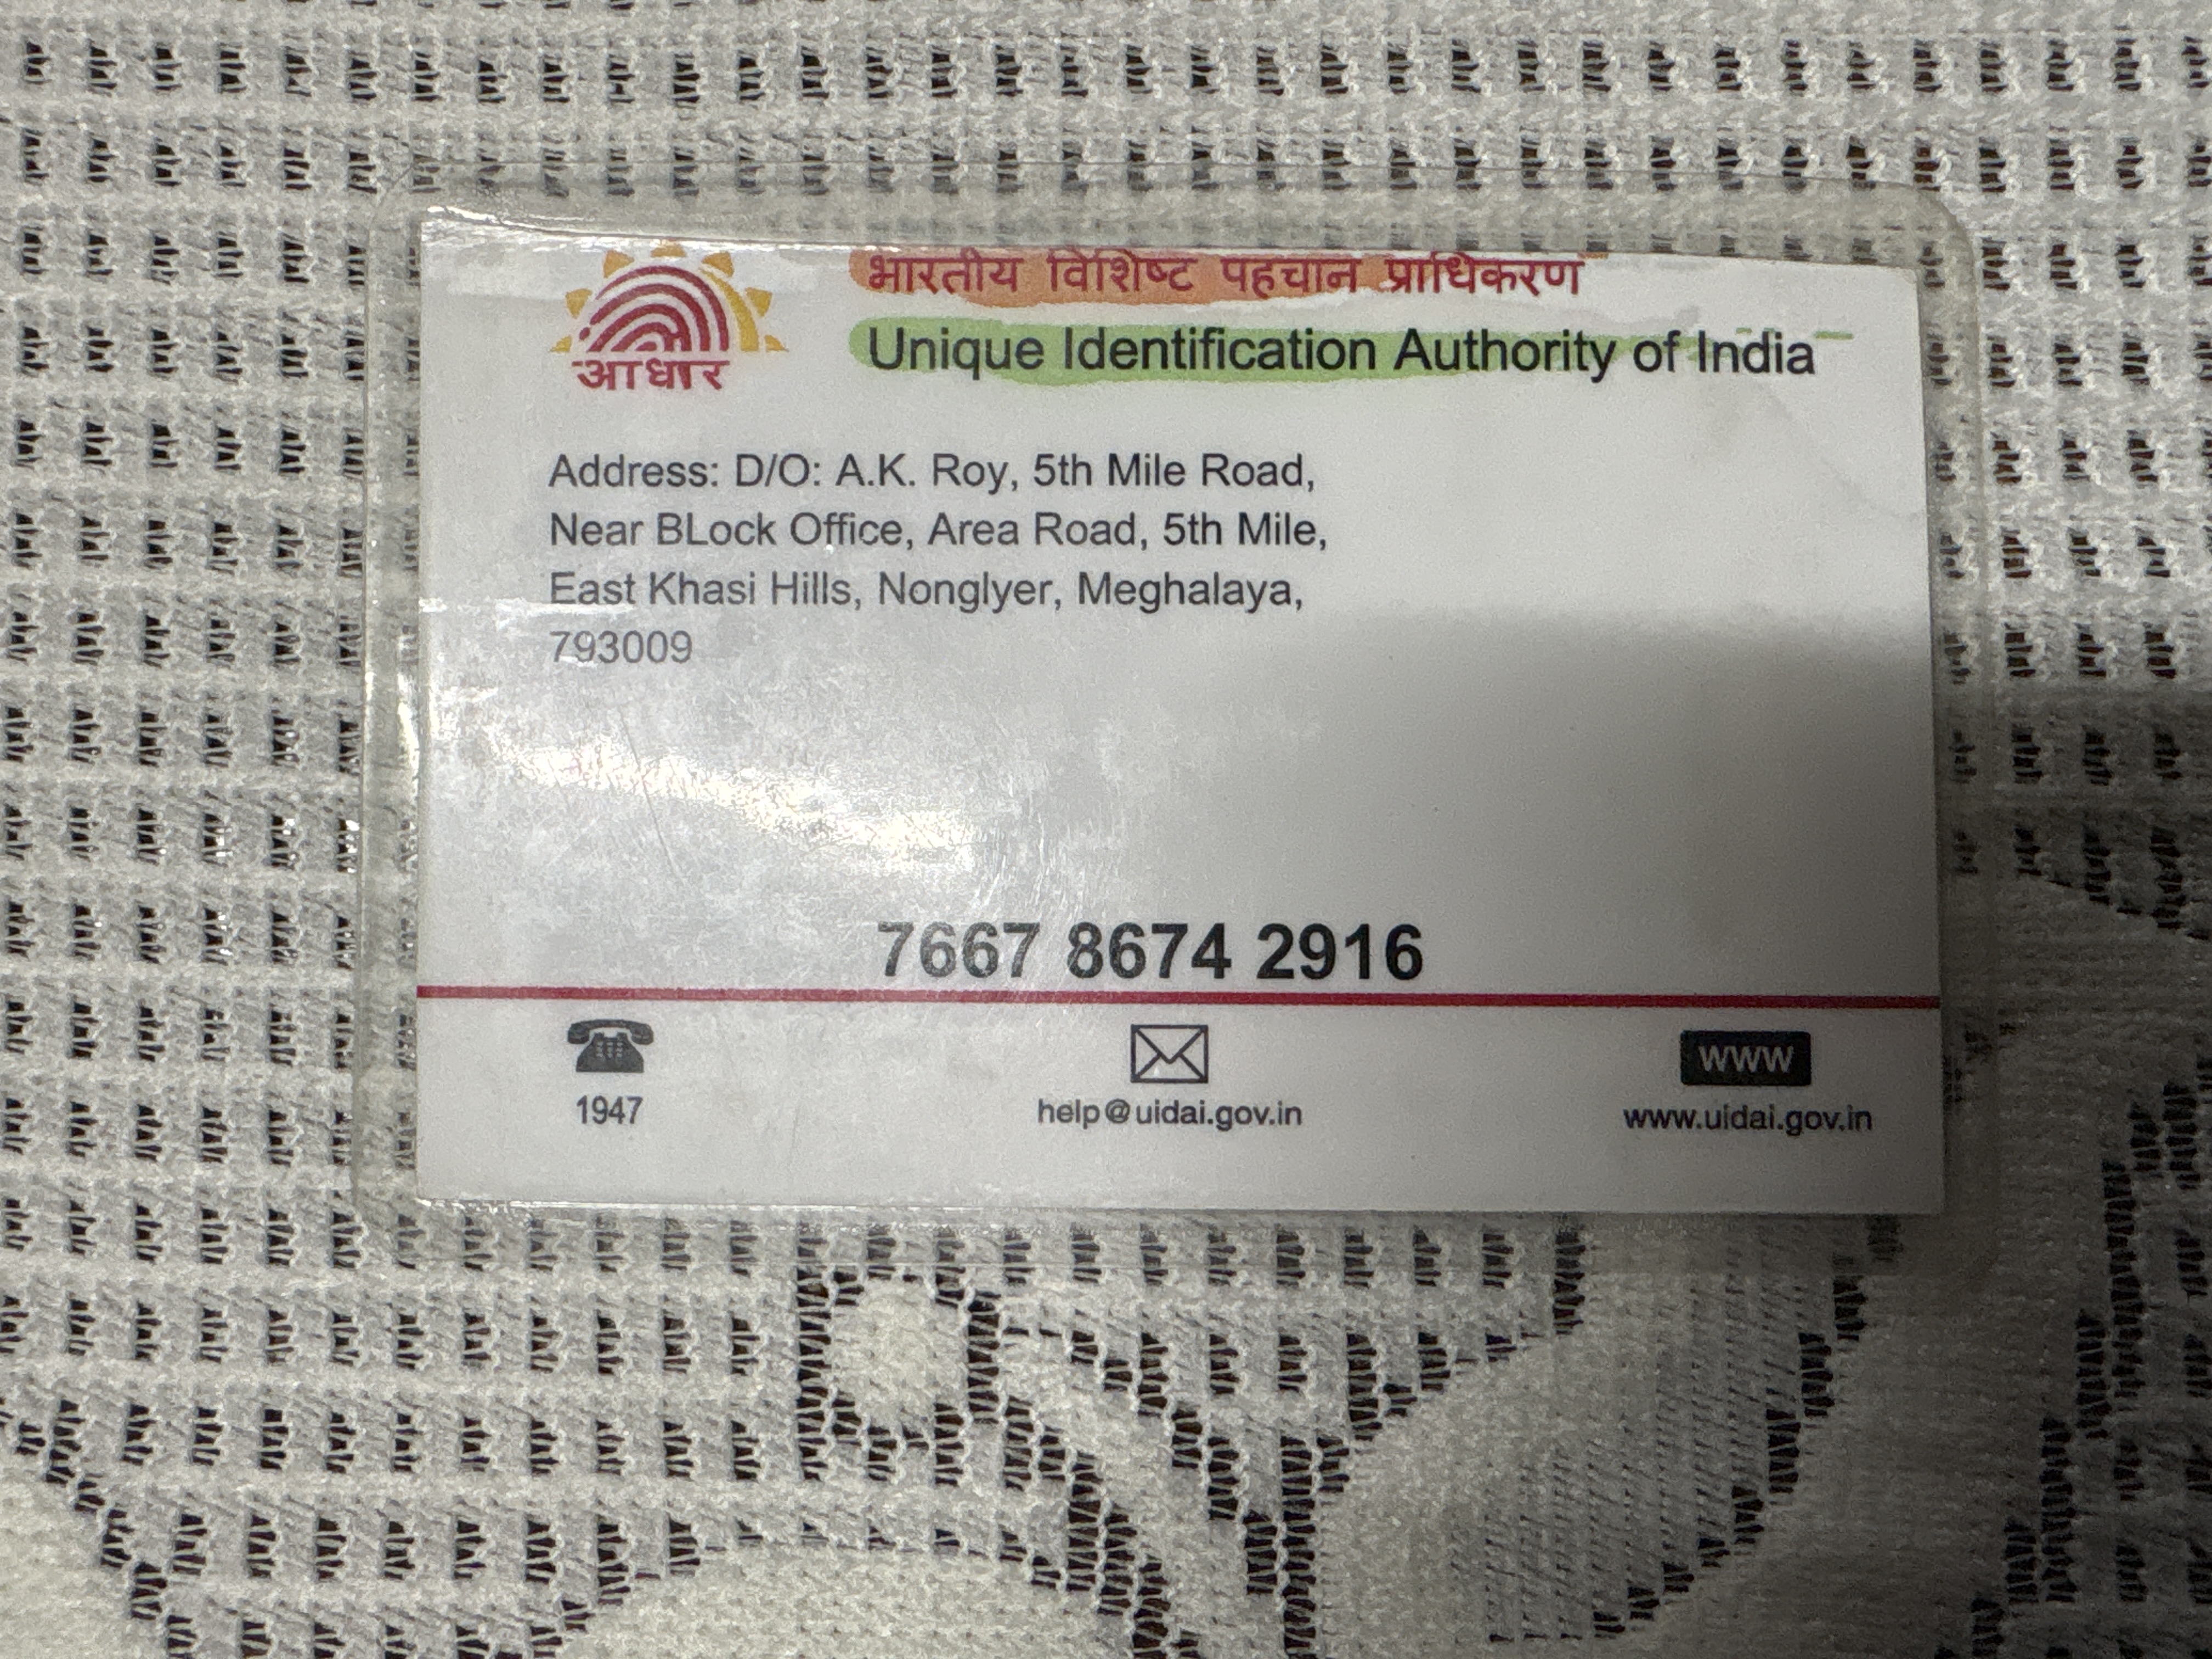 आधार
भारतीय विशिष्ट पहचान प्राधिकरण
Unique Identification Authority of India
Address: D/O: A.K. Roy, 5th Mile Road,
Near BLock Office, Area Road, 5th Mile,
East Khasi Hills, Nonglyer, Meghalaya,
793009
7667 8674 2916
1947
help@uidai.gov.in
www
www.uidai.gov.in